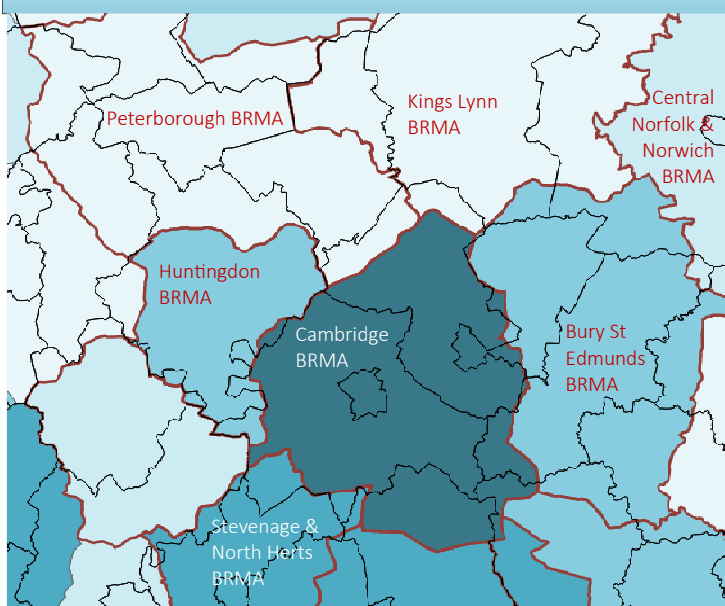 Peterborough BRMA
Kings Lynn
BRMA
Central
Norfolk &
Norwich
BRMA
Huntingdon
BRMA
Cambridge
BRMA
Bury St
Edmunds
BRMA
Stevenage &
North Herts
BRMA